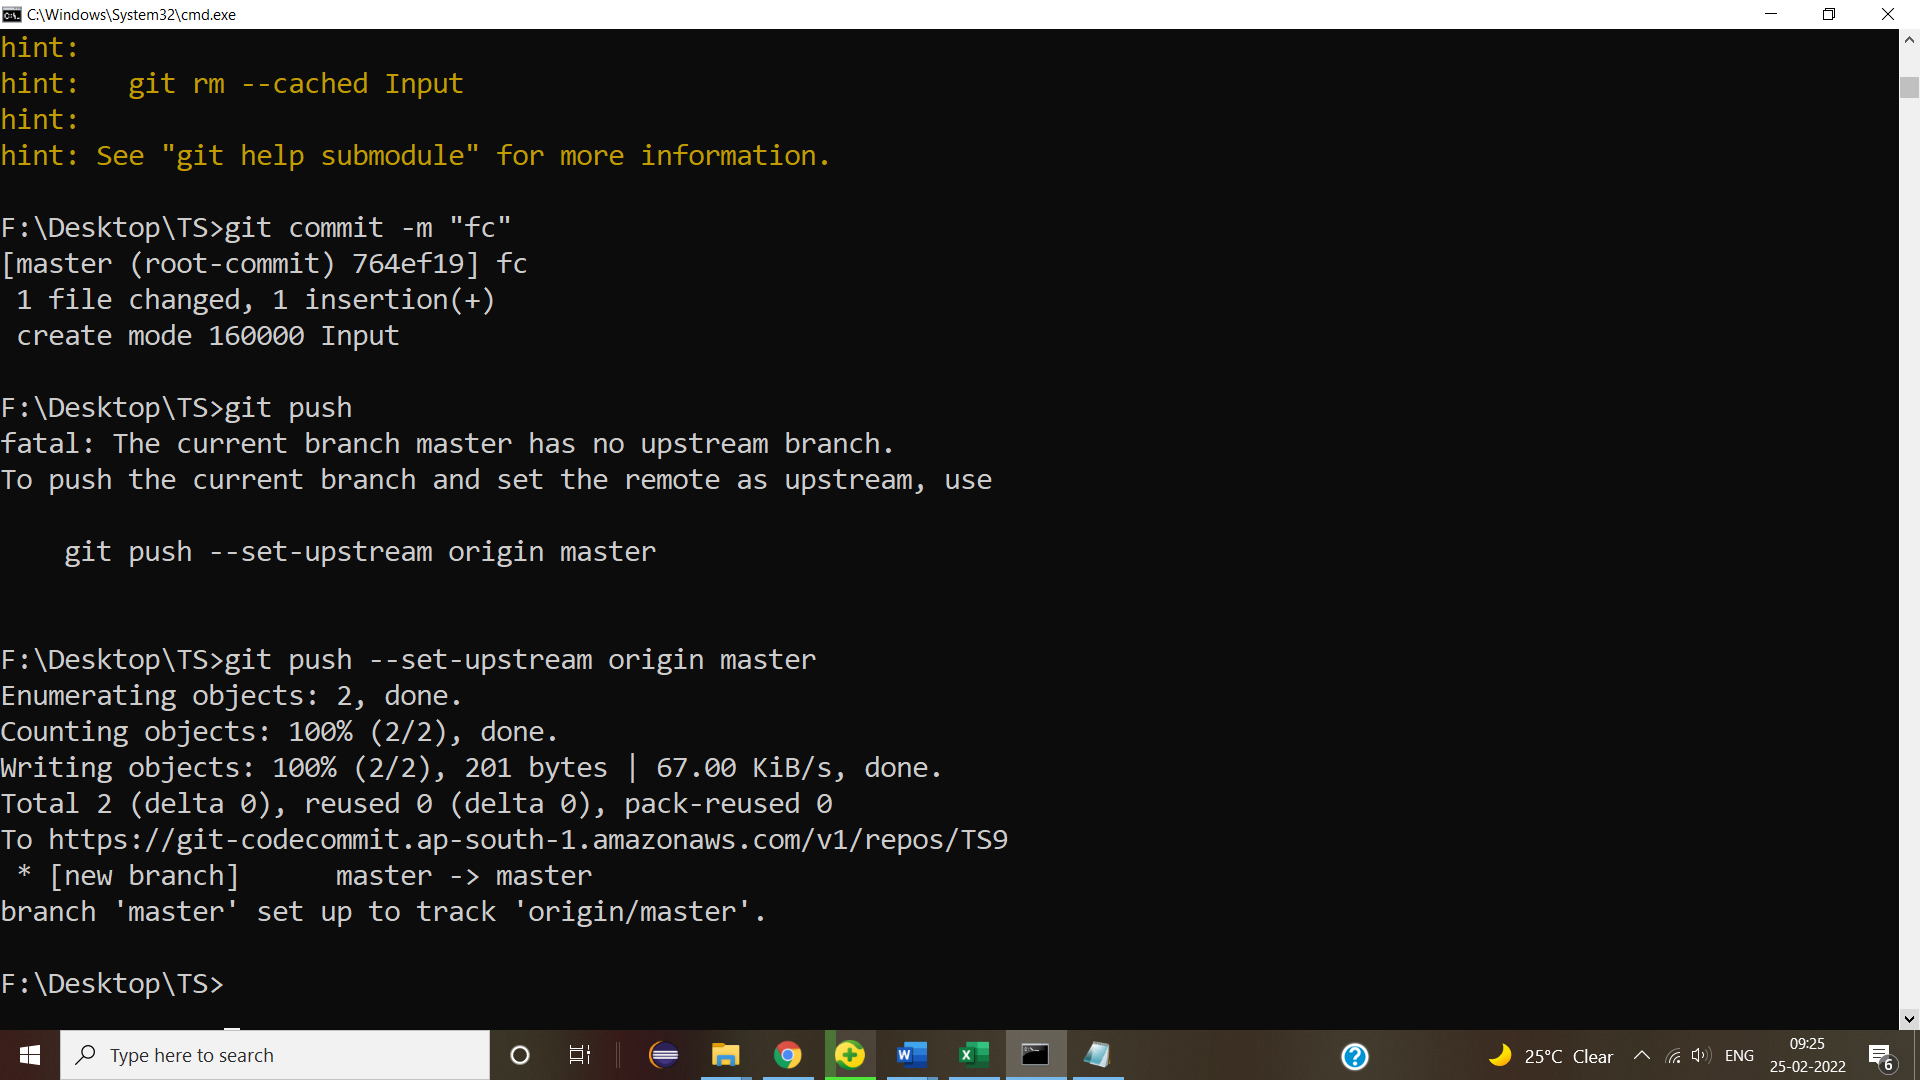 C:\Windows\System32\cmd.exe
hint:
hint:   git rm --cached Input
hint:
hint: See "git help submodule" for more information.
F:\Desktop\TS>git commit -m "fc"
[master (root-commit) 764ef19] fc
 1 file changed, 1 insertion(+)
 create mode 160000 Input
F:\Desktop\TS>git push
fatal: The current branch master has no upstream branch.
To push the current branch and set the remote as upstream, use
    git push --set-upstream origin master
F:\Desktop\TS>git push --set-upstream origin master
Enumerating objects: 2, done.
Counting objects: 100% (2/2), done.
Writing objects: 100% (2/2), 201 bytes | 67.00 KiB/s, done.
Total 2 (delta 0), reused 0 (delta 0), pack-reused 0
To https://git-codecommit.ap-south-1.amazonaws.com/v1/repos/TS9
 * [new branch]      master -> master
branch 'master' set up to track 'origin/master'.
F:\Desktop\TS>
Type here to search
25°C Clear
ENG
09:25
25-02-2022
6